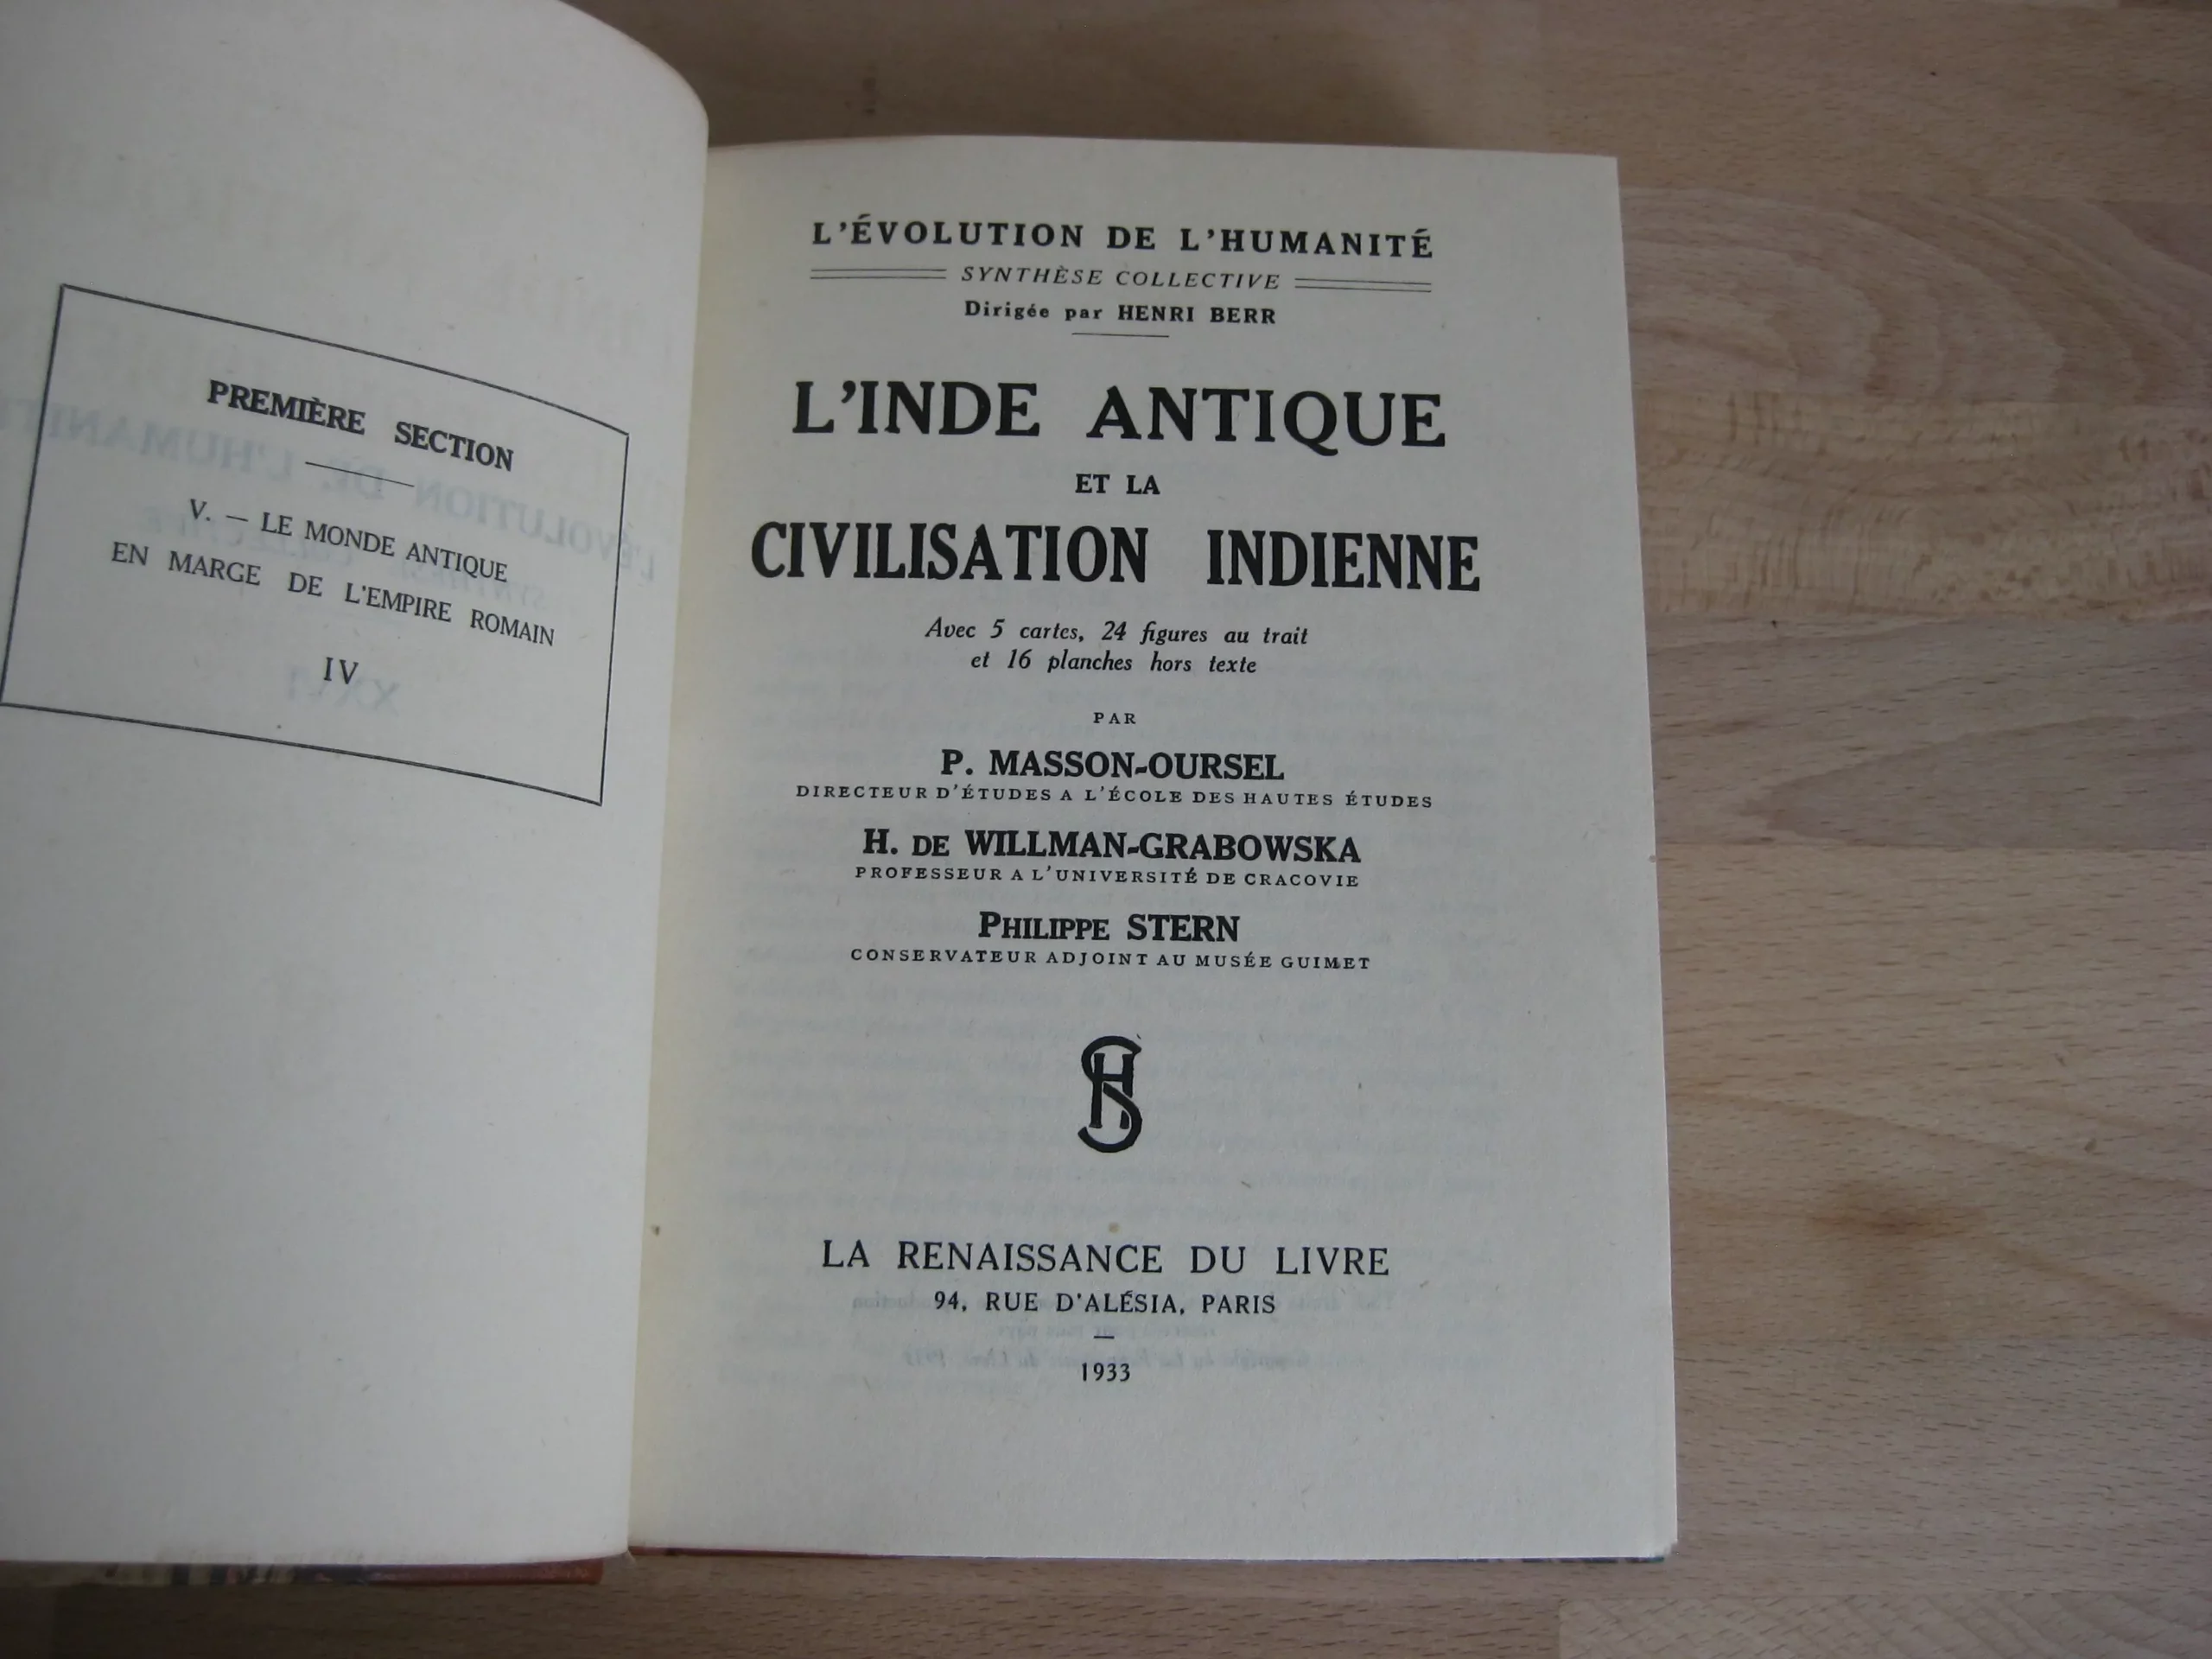 PREMIÈRE SECTION
V. — LE MONDE ANTIQUE
EN MARGE DE L'EMPIRE ROMAIN
IV
L'ÉVOLUTION DE L'HUMANITÉ
SYNTHÈSE COLLECTIVE
Dirigée par HENRI BERR
L'INDE ANTIQUE
ET LA
CIVILISATION INDIENNE
Avec 5 cartes, 24 figures au trait
et 16 planches hors texte
PAR
P. MASSON-OURSEL
DIRECTEUR D'ÉTUDES A L'ÉCOLE DES HAUTES ÉTUDES
H. DE WILLMAN-GRABOWSKA
PROFESSEUR A L'UNIVERSITÉ DE CRACOVIE
PHILIPPE STERN
CONSERVATEUR ADJOINT AU MUSÉE GUIMET
LA RENAISSANCE DU LIVRE
94, RUE D'ALÉSIA, PARIS
1933